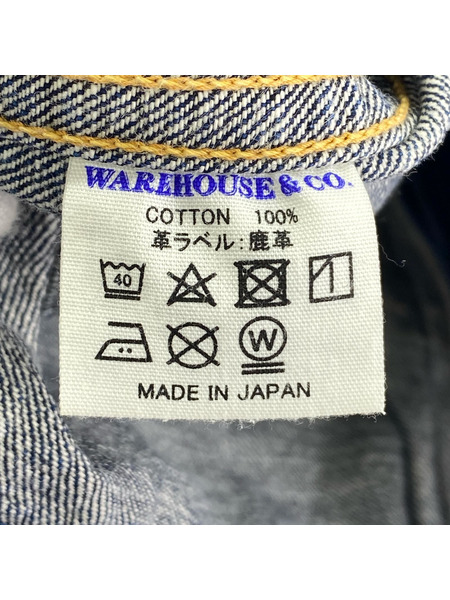 WAREHOUSE & CO.
COTTON 100%
革ラベル:鹿革
40
W
MADE IN JAPAN